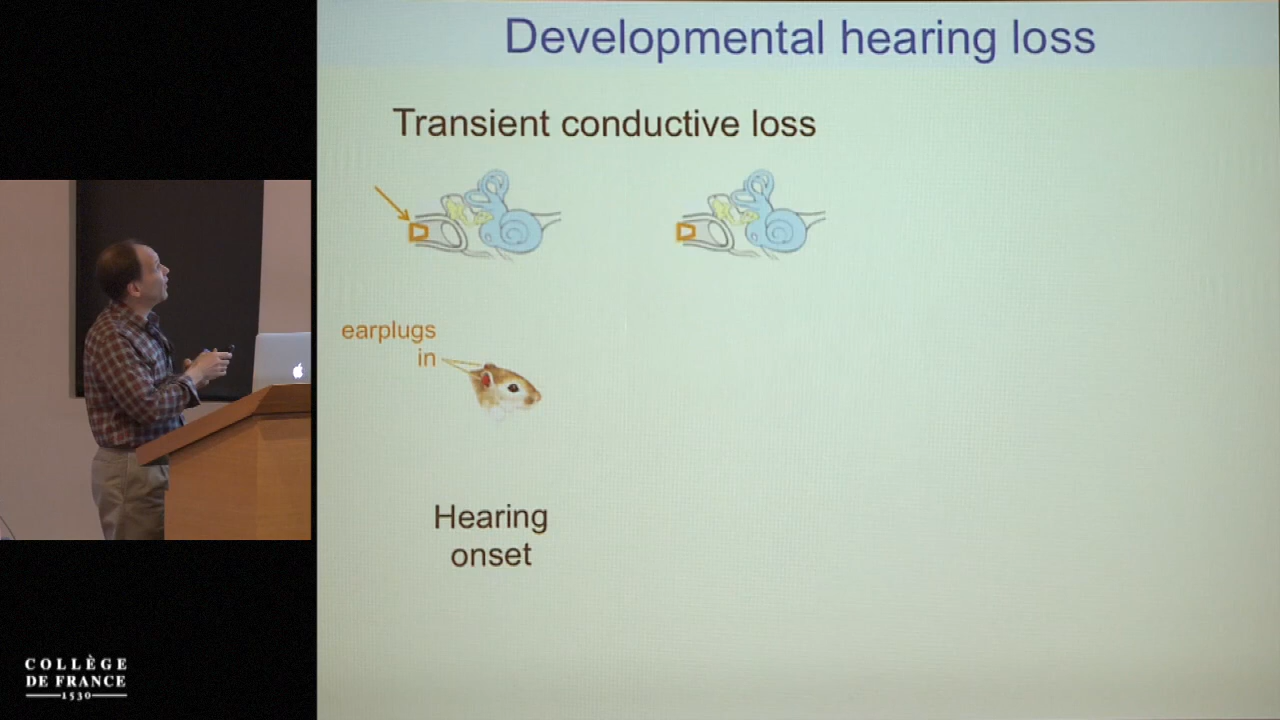 Developmental hearing loss
Transient conductive loss
earplugs
in
Hearing
onset
COLLÈGE
DE FRANCE
1530